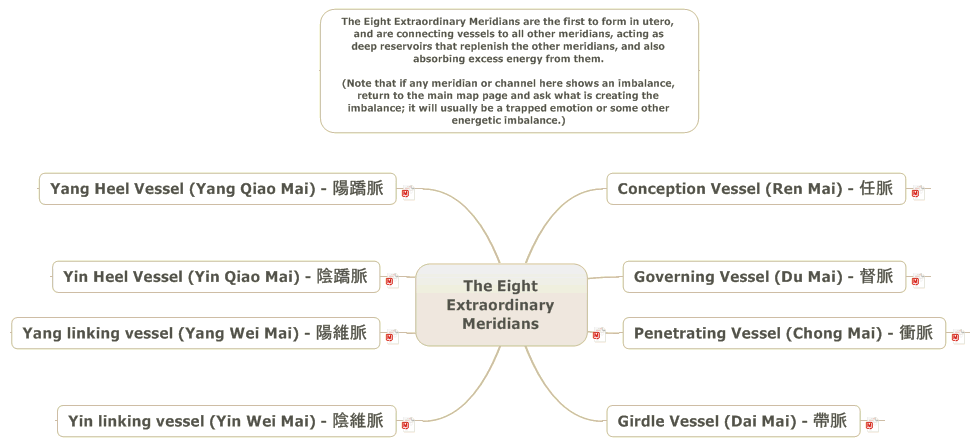 The Eight Extraordinary Meridians are the first to form in utero,
and are connecting vessels to all other meridians, acting as
deep reservoirs that replenish the other meridians, and also
absorbing excess energy from them.
(Note that if any meridian or channel here shows an imbalance,
return to the main map page and ask what is creating the
imbalance; it will usually be a trapped emotion or some other
energetic imbalance.)
Yang Heel Vessel (Yang Qiao Mai) - 陽蹻脈
Yin Heel Vessel (Yin Qiao Mai) - 陰蹻脈
Yang linking vessel (Yang Wei Mai) - 陽維脈
Yin linking vessel (Yin Wei Mai) - 陰維脈
The Eight
Extraordinary
Meridians
Conception Vessel (Ren Mai) - 任脈
Governing Vessel (Du Mai) - 督脈
Penetrating Vessel (Chong Mai) - 衝脈
Girdle Vessel (Dai Mai) - 帶脈